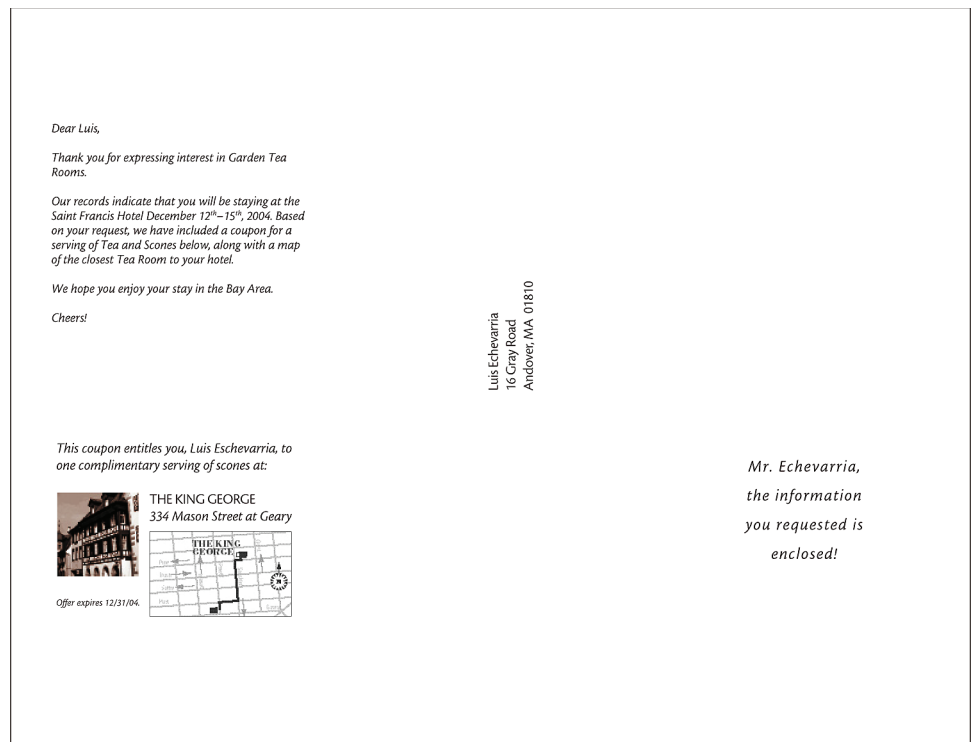 Dear Luis,
Thank you for expressing interest in Garden Tea
Rooms.
Our records indicate that you will be staying at the
Saint Francis Hotel December 12th–15th, 2004. Based
on your request, we have included a coupon for a
serving of Tea and Scones below, along with a map
of the closest Tea Room to your hotel.
We hope you enjoy your stay in the Bay Area.
Cheers!
This coupon entitles you, Luis Eschevarria, to
one complimentary serving of scones at:
THE KING GEORGE
334 Mason Street at Geary
THE KING
GEORGE
Post
Geary
Offer expires 12/31/04.
Luis Echevarria
16 Gray Road
Andover, MA 01810
Mr. Echevarria,
the information
you requested is
enclosed!